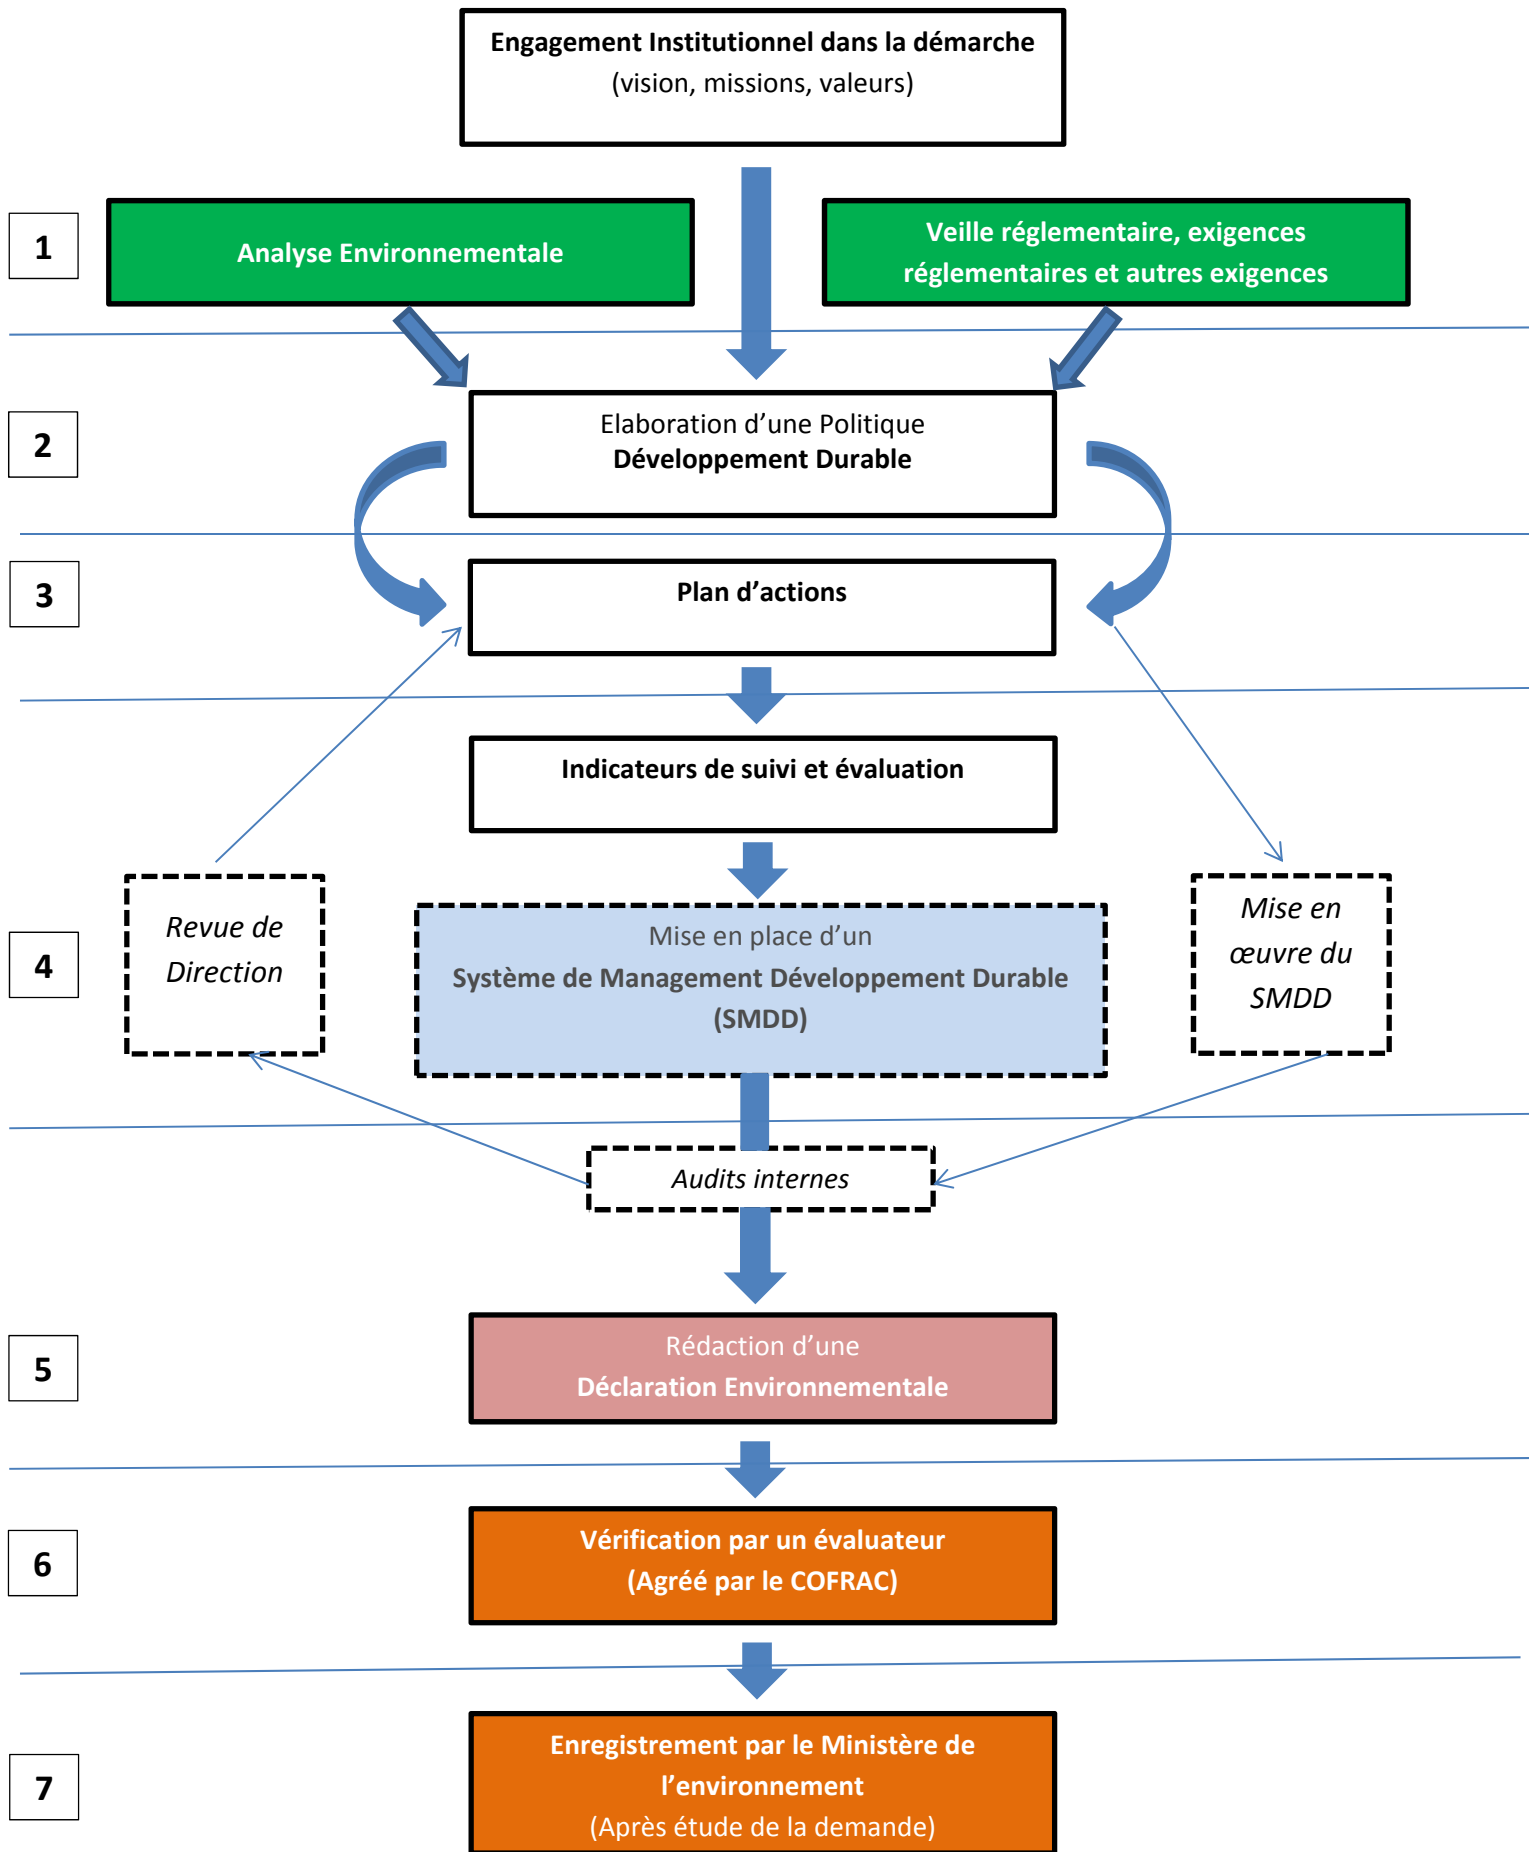 Engagement Institutionnel dans la démarche
(vision, missions, valeurs)
1
Analyse Environnementale
Veille réglementaire, exigences
réglementaires et autres exigences
2
Elaboration d’une Politique
Développement Durable
3
Plan d’actions
Indicateurs de suivi et évaluation
4
Revue de
Direction
Mise en place d’un
Système de Management Développement Durable
(SMDD)
Mise en
œuvre du
SMDD
Audits internes
5
Rédaction d’une
Déclaration Environnementale
6
Vérification par un évaluateur
(Agréé par le COFRAC)
7
Enregistrement par le Ministère de
l’environnement
(Après étude de la demande)